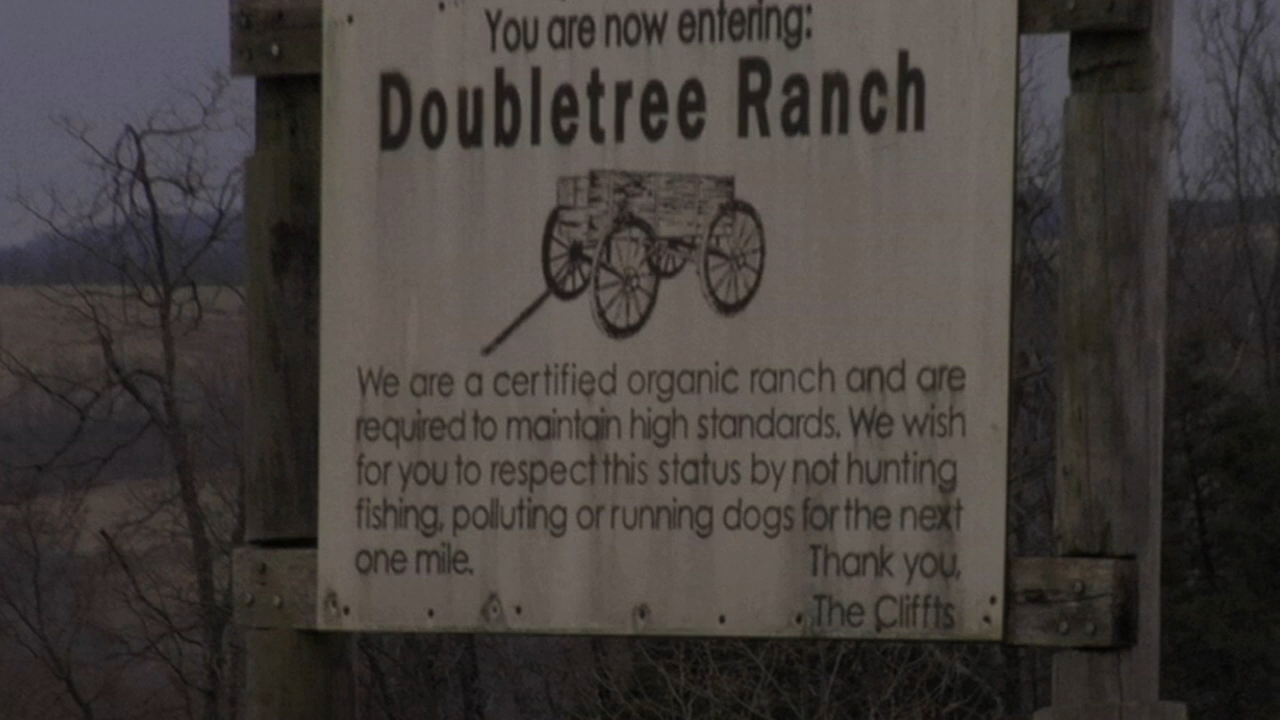 You are now entering:
Doubletree Ranch
We are a certified organic ranch and are
required to maintain high standards. We wish
for you to respect this status by not hunting
fishing, polluting or running dogs for the next
one mile.
Thank you,
The Cliffts